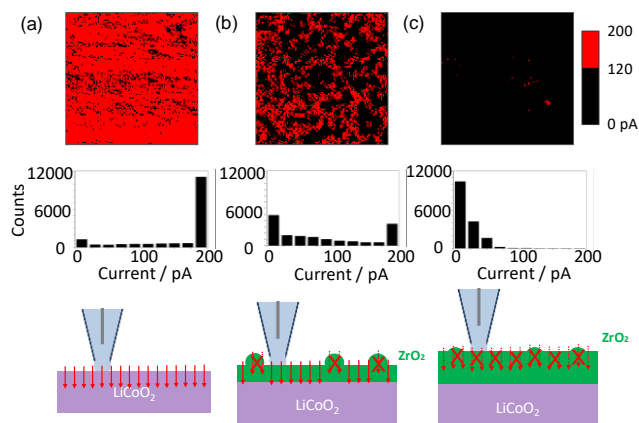 (a)
(b)
(c)
200
120
0 pA
12000
6000
0
Counts
0 100 200
Current / pA
12000
6000
0
0 100 200
Current / pA
12000
6000
0
0 100 200
Current / pA
LiCoO₂
ZrO₂
LiCoO₂
ZrO₂
LiCoO₂